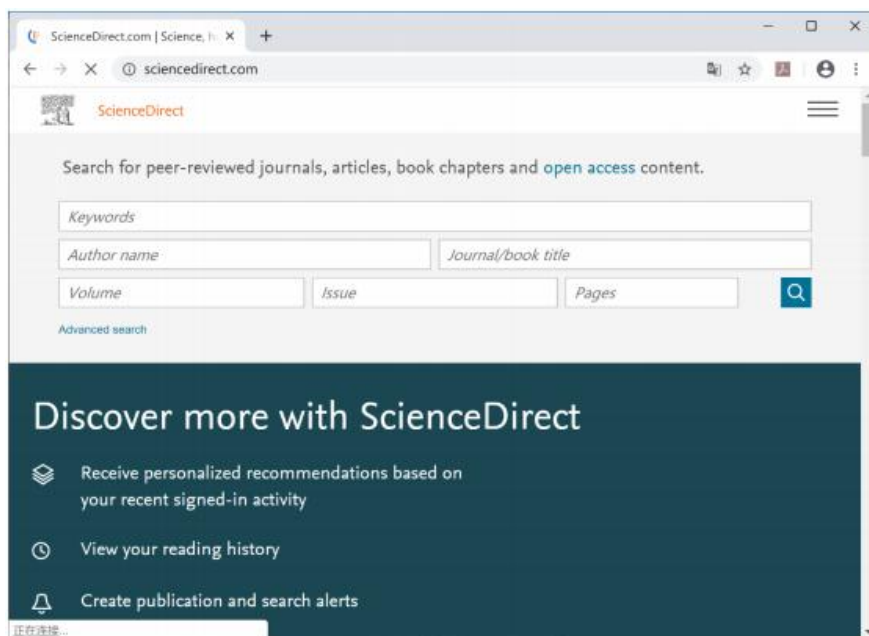 ScienceDirect.com | Science, h
sciencedirect.com
ScienceDirect
Search for peer-reviewed journals, articles, book chapters and open access content.
Keywords
Author name
Journal/book title
Volume
Issue
Pages
Advanced search
Discover more with ScienceDirect
Receive personalized recommendations based on
your recent signed-in activity
View your reading history
Create publication and search alerts
正在连接...